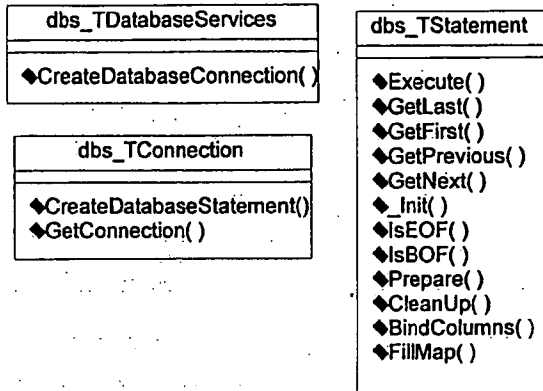 dbs_TDatabaseServices
◆CreateDatabaseConnection( )
dbs_TConnection
◆CreateDatabaseStatement()
◆GetConnection( )
dbs_TStatement
◆Execute( )
◆GetLast( )
◆GetFirst( )
◆GetPrevious( )
◆GetNext( )
◆_Init( )
◆IsEOF( )
◆IsBOF( )
◆Prepare( )
◆CleanUp( )
◆BindColumns( )
◆FillMap( )